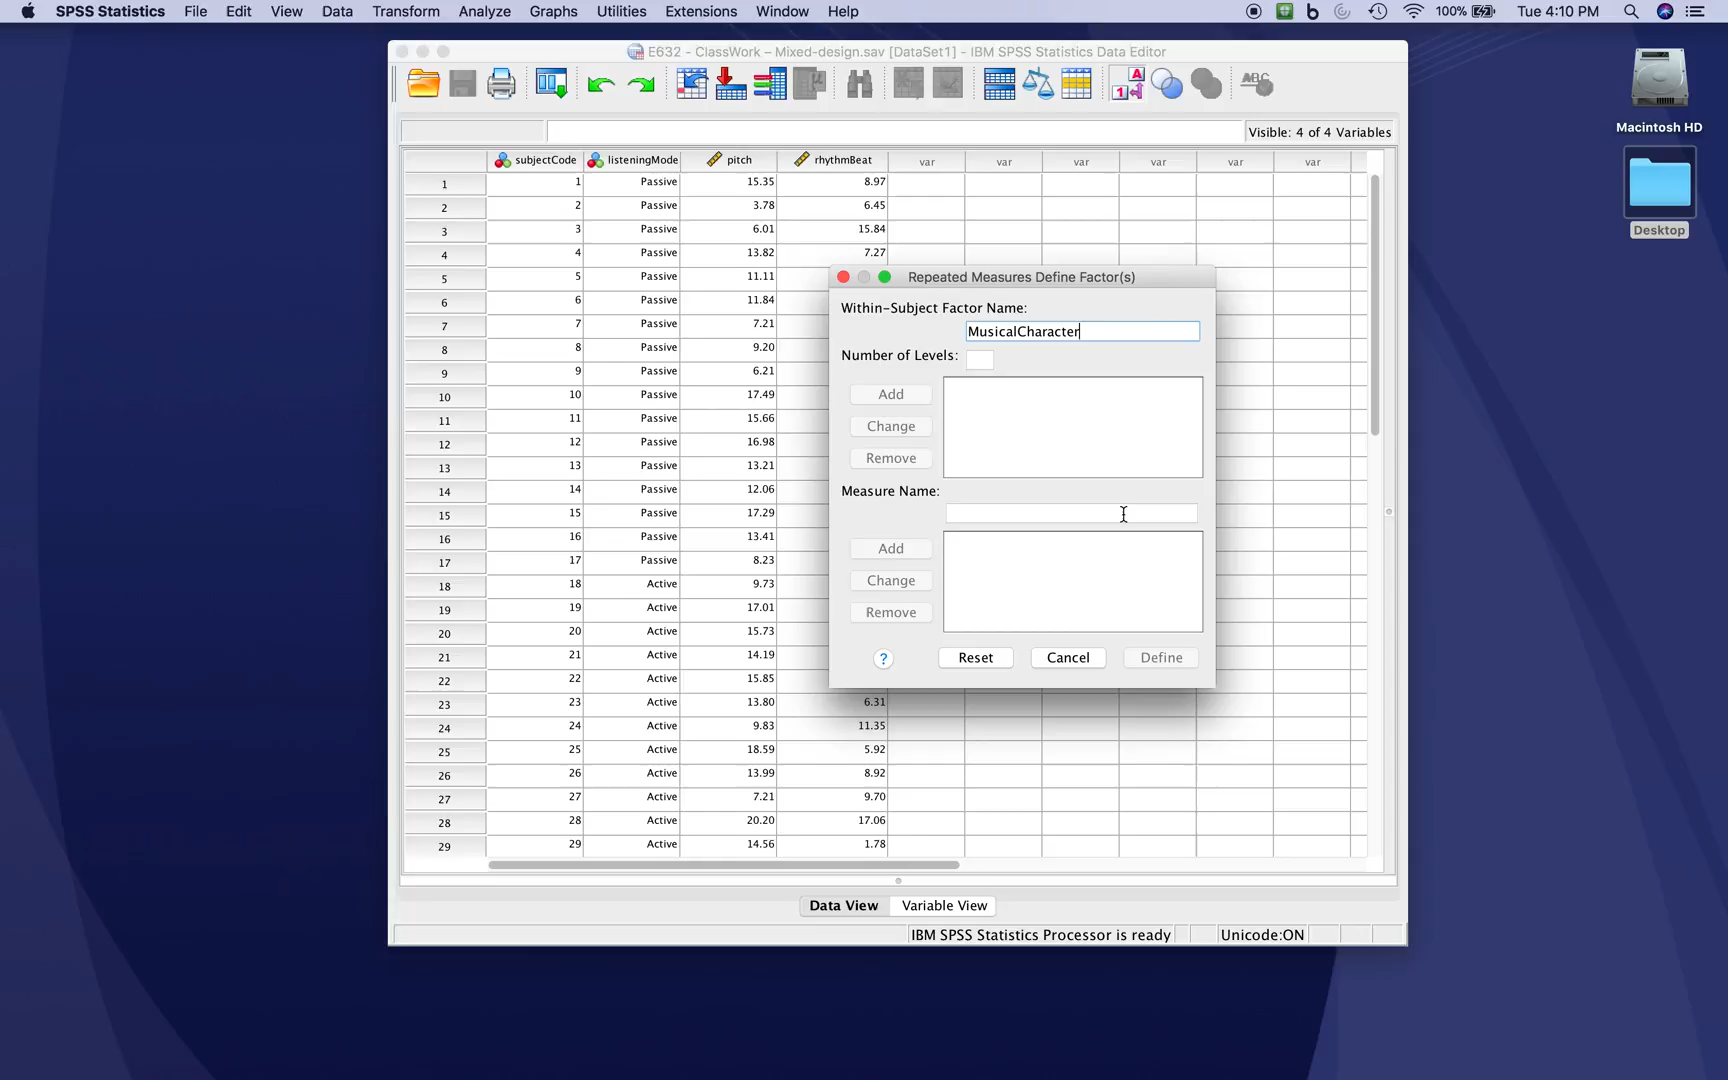 SPSS Statistics File Edit View Data Transform Analyze Graphs Utilities Extensions Window Help 100% Tue 4:10 PM
E632 - ClassWork – Mixed-design.sav [DataSet1] - IBM SPSS Statistics Data Editor
Visible: 4 of 4 Variables
subjectCode listeningMode pitch rhythmBeat var var var var var var
1 1 Passive 15.35 8.97
2 2 Passive 3.78 6.45
3 3 Passive 6.01 15.84
4 4 Passive 13.82 7.27
5 5 Passive 11.11
6 6 Passive 11.84
7 7 Passive 7.21
8 8 Passive 9.20
9 9 Passive 6.21
10 10 Passive 17.49
11 11 Passive 15.66
12 12 Passive 16.98
13 13 Passive 13.21
14 14 Passive 12.06
15 15 Passive 17.29
16 16 Passive 13.41
17 17 Passive 8.23
18 18 Active 9.73
19 19 Active 17.01
20 20 Active 15.73
21 21 Active 14.19
22 22 Active 15.85
23 23 Active 13.80 6.31
24 24 Active 9.83 11.35
25 25 Active 18.59 5.92
26 26 Active 13.99 8.92
27 27 Active 7.21 9.70
28 28 Active 20.20 17.06
29 29 Active 14.56 1.78
Repeated Measures Define Factor(s)
Within-Subject Factor Name:
MusicalCharacter
Number of Levels:
Add
Change
Remove
Measure Name:
Add
Change
Remove
? Reset Cancel Define
Data View Variable View
IBM SPSS Statistics Processor is ready Unicode:ON
Macintosh HD
Desktop